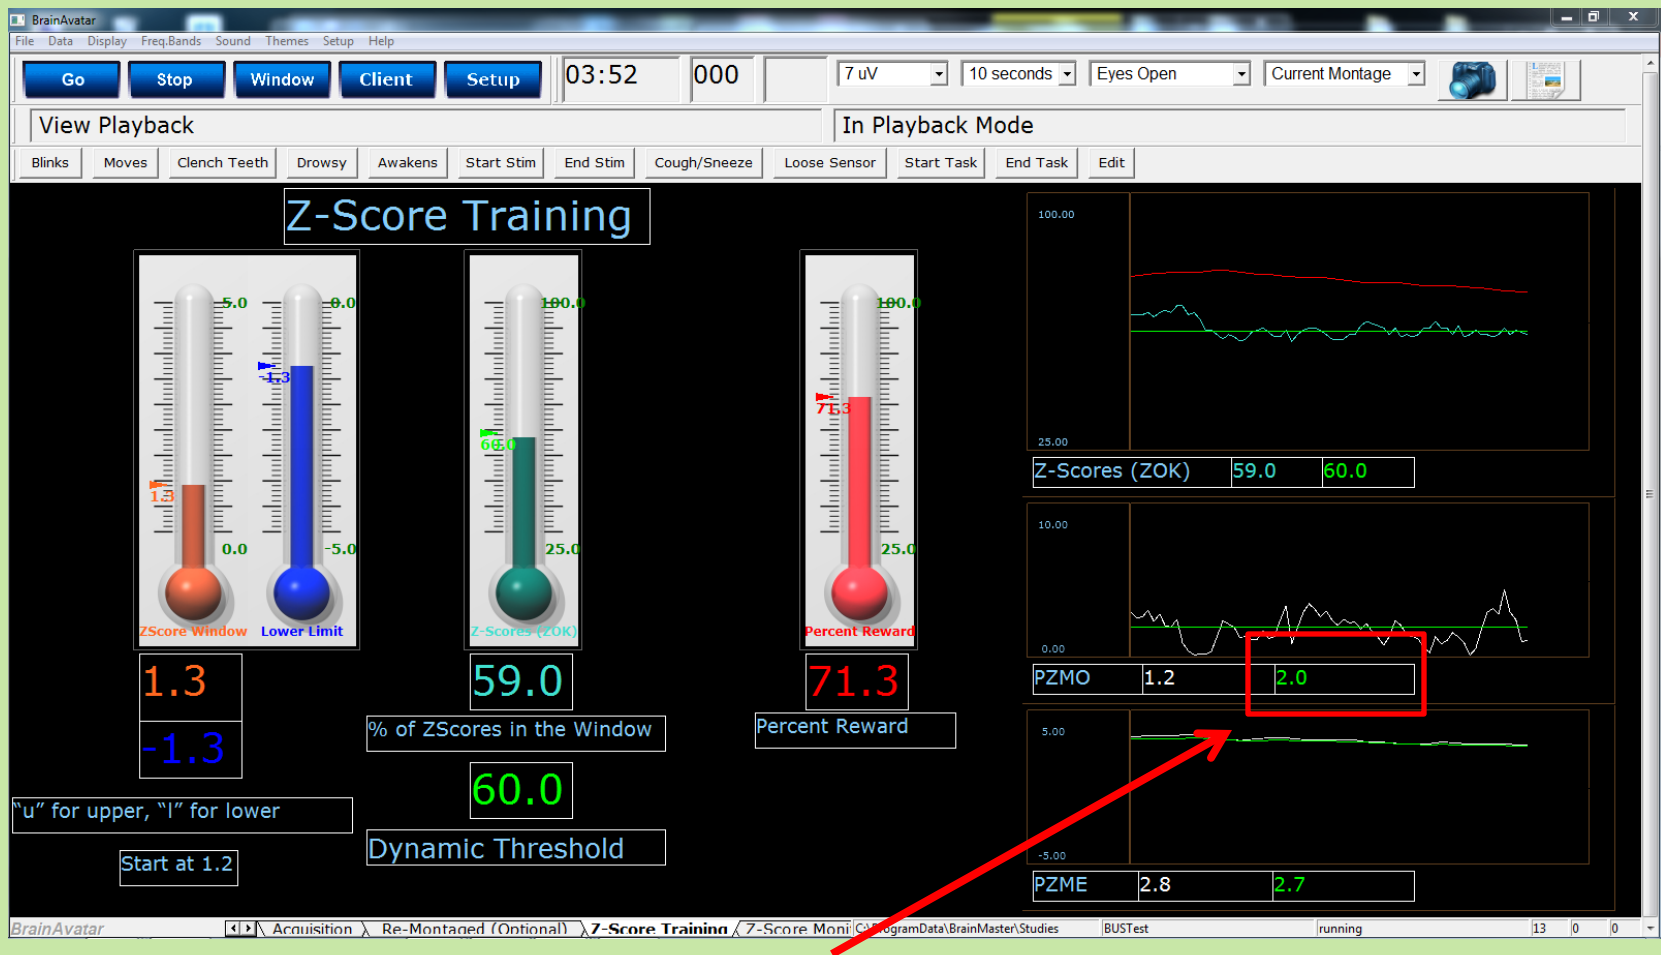 BrainAvatar
File Data Display Freq.Bands Sound Themes Setup Help
Go Stop Window Client Setup 03:52 000 7 uV 10 seconds Eyes Open Current Montage
View Playback In Playback Mode
Blinks Moves Clench Teeth Drowsy Awakens Start Stim End Stim Cough/Sneeze Loose Sensor Start Task End Task Edit
Z-Score Training
5.0 0.0 100.0 100.0
-1.3
71.3
60.0
1.3
0.0 -5.0 25.0 25.0
ZScore Window Lower Limit Z-Scores (ZOK) Percent Reward
1.3 59.0 71.3
-1.3
% of ZScores in the Window
Percent Reward
60.0
"u" for upper, "l" for lower
Dynamic Threshold
Start at 1.2
100.00
25.00
Z-Scores (ZOK) 59.0 60.0
10.00
0.00
PZMO 1.2 2.0
5.00
-5.00
PZME 2.8 2.7
BrainAvatar Acquisition Re-Montaged (Optional) Z-Score Training Z-Score Moni C:\ProgramData\BrainMaster\Studies BUSTest running 13 0 0